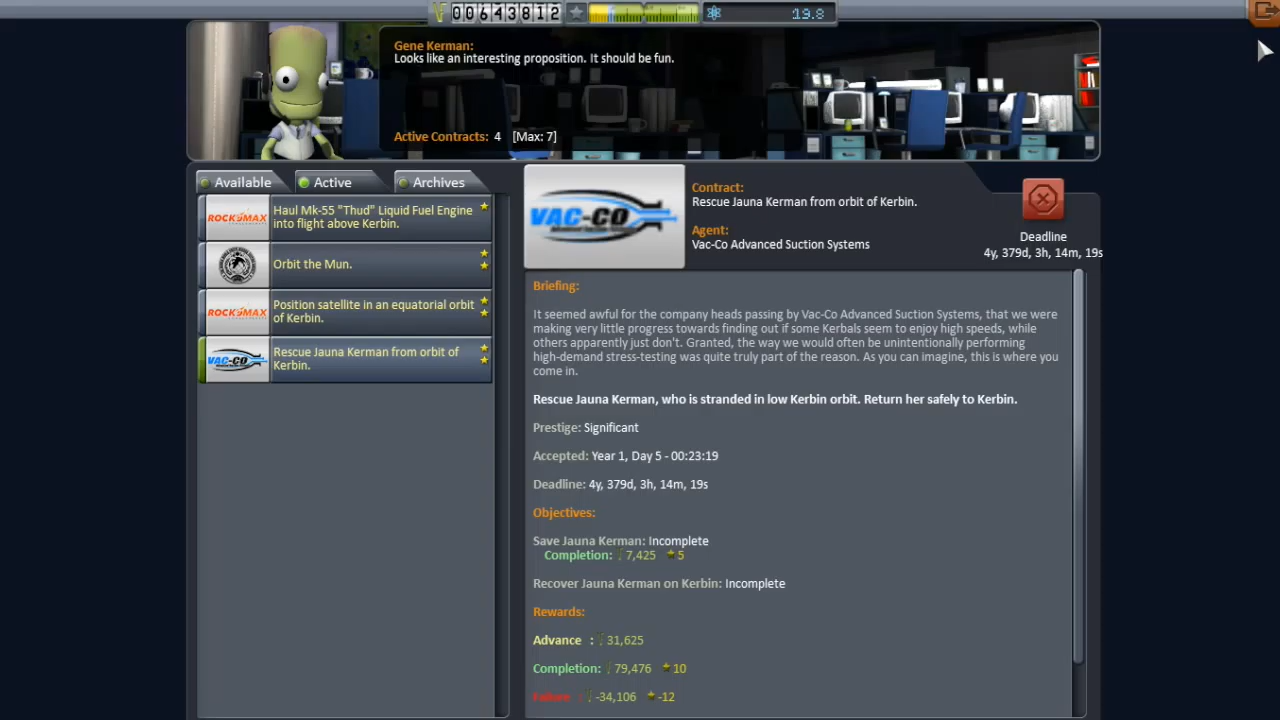 00643812
19.8
Gene Kerman:
Looks like an interesting proposition. It should be fun.
Active Contracts: 4 [Max: 7]
Available
Active
Archives
ROCKOMAX
Haul Mk-55 "Thud" Liquid Fuel Engine
into flight above Kerbin.
Orbit the Mun.
ROCKOMAX
Position satellite in an equatorial orbit
of Kerbin.
VAC-CO
Rescue Jauna Kerman from orbit of
Kerbin.
VAC-CO
Contract:
Rescue Jauna Kerman from orbit of Kerbin.
Agent:
Vac-Co Advanced Suction Systems
Deadline
4y, 379d, 3h, 14m, 19s
Briefing:
It seemed awful for the company heads passing by Vac-Co Advanced Suction Systems, that we were
making very little progress towards finding out if some Kerbals seem to enjoy high speeds, while
others apparently just don't. Granted, the way we would often be unintentionally performing
high-demand stress-testing was quite truly part of the reason. As you can imagine, this is where you
come in.
Rescue Jauna Kerman, who is stranded in low Kerbin orbit. Return her safely to Kerbin.
Prestige: Significant
Accepted: Year 1, Day 5 - 00:23:19
Deadline: 4y, 379d, 3h, 14m, 19s
Objectives:
Save Jauna Kerman: Incomplete
Completion: 7,425 5
Recover Jauna Kerman on Kerbin: Incomplete
Rewards:
Advance : 31,625
Completion: 79,476 10
Failure : -34,106 -12